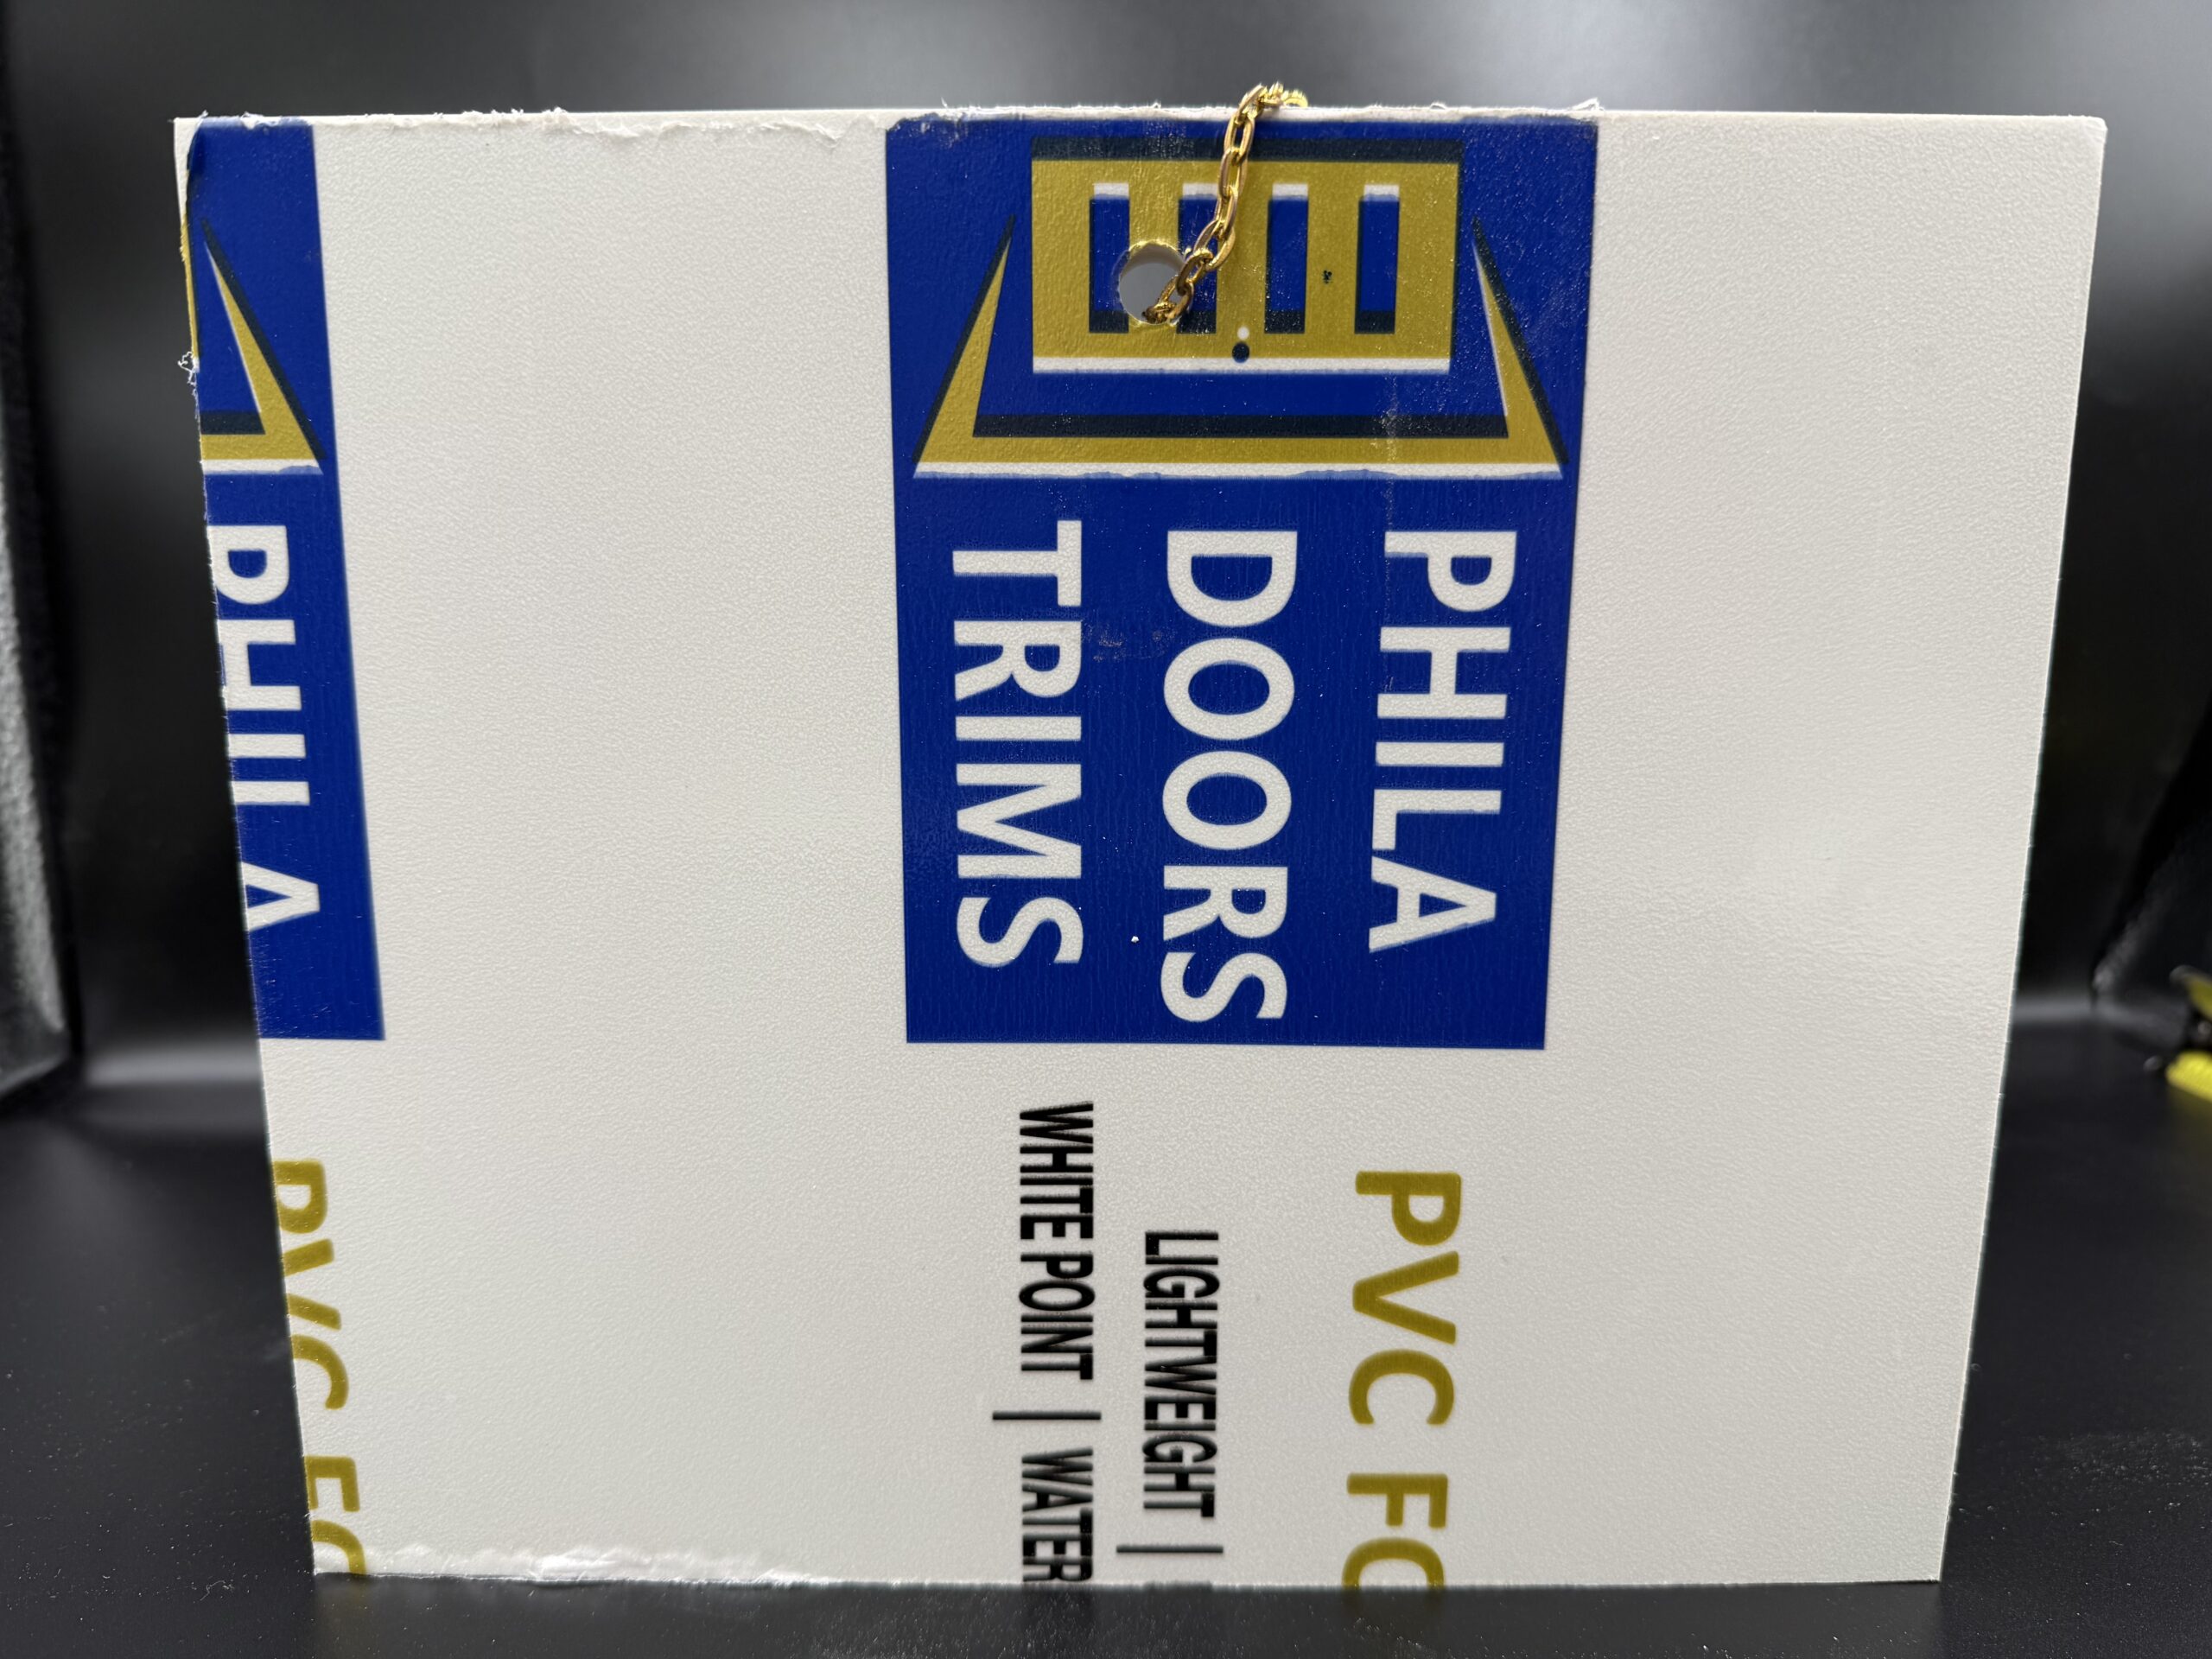 PHILA
DOORS
TRIMS
PVC FO
LIGHTWEIGHT |
WHITE POINT | WATER
PHILA
PVC FO